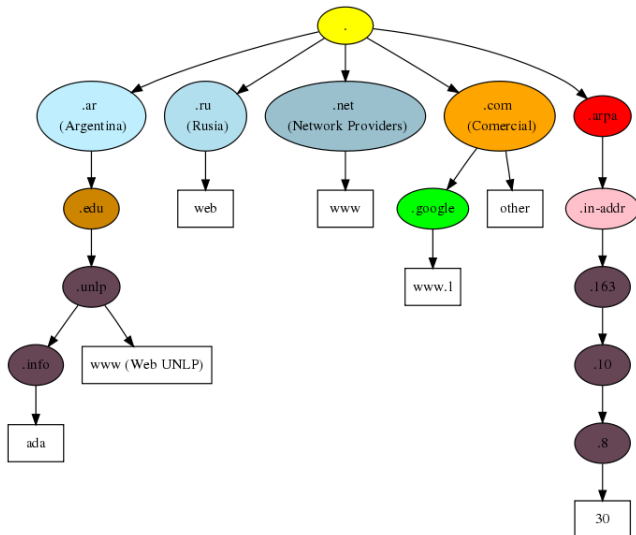 .
.ar
(Argentina)
.ru
(Rusia)
.net
(Network Providers)
.com
(Comercial)
.arpa
.edu
web
www
.google
other
.in-addr
.unlp
www.l
.163
.info
www (Web UNLP)
.10
ada
.8
30